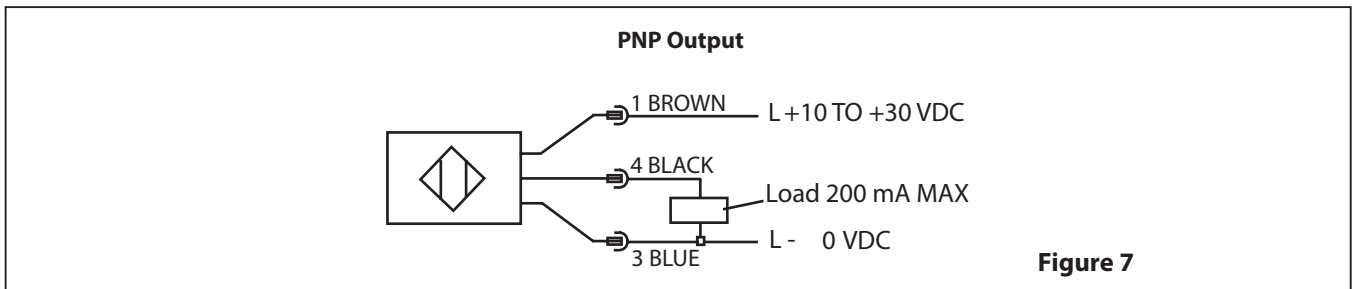 PNP Output
1 BROWN
L +10 TO +30 VDC
4 BLACK
Load 200 mA MAX
L - 0 VDC
3 BLUE
Figure 7